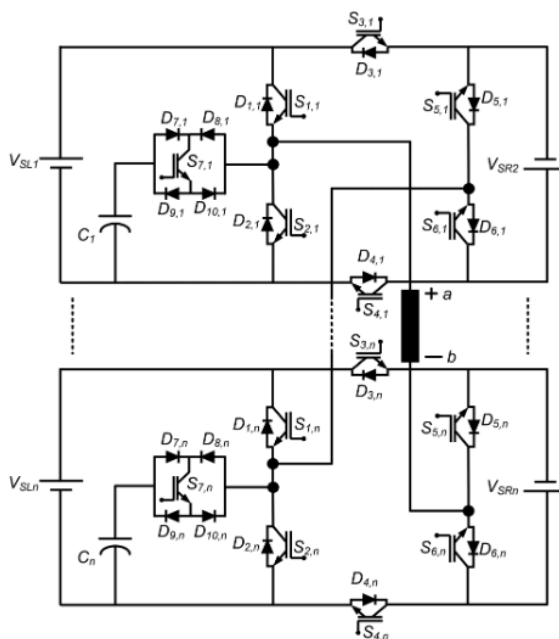 S3,1
D3,1
D1,1
S1,1
S5,1
D5,1
D7,1
D8,1
S7,1
VSL1
VSR2
D9,1
D10,1
C1
D2,1
S2,1
S6,1
D6,1
D4,1
S4,1
+ a
− b
S3,n
D3,n
D1,n
S1,n
S5,n
D5,n
D7,n
D8,n
S7,n
VSLn
VSRn
D9,n
D10,n
Cn
D2,n
S2,n
S6,n
D6,n
D4,n
S4,n